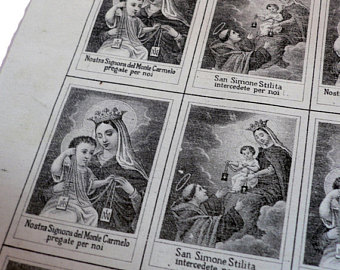 Nostra Signora del Monte Carmelo
pregate per noi
San Simone Stilita
intercedete per noi
Nostra Signora del Monte Carmelo
pregate per noi
San Simone Stilita
intercedete per noi